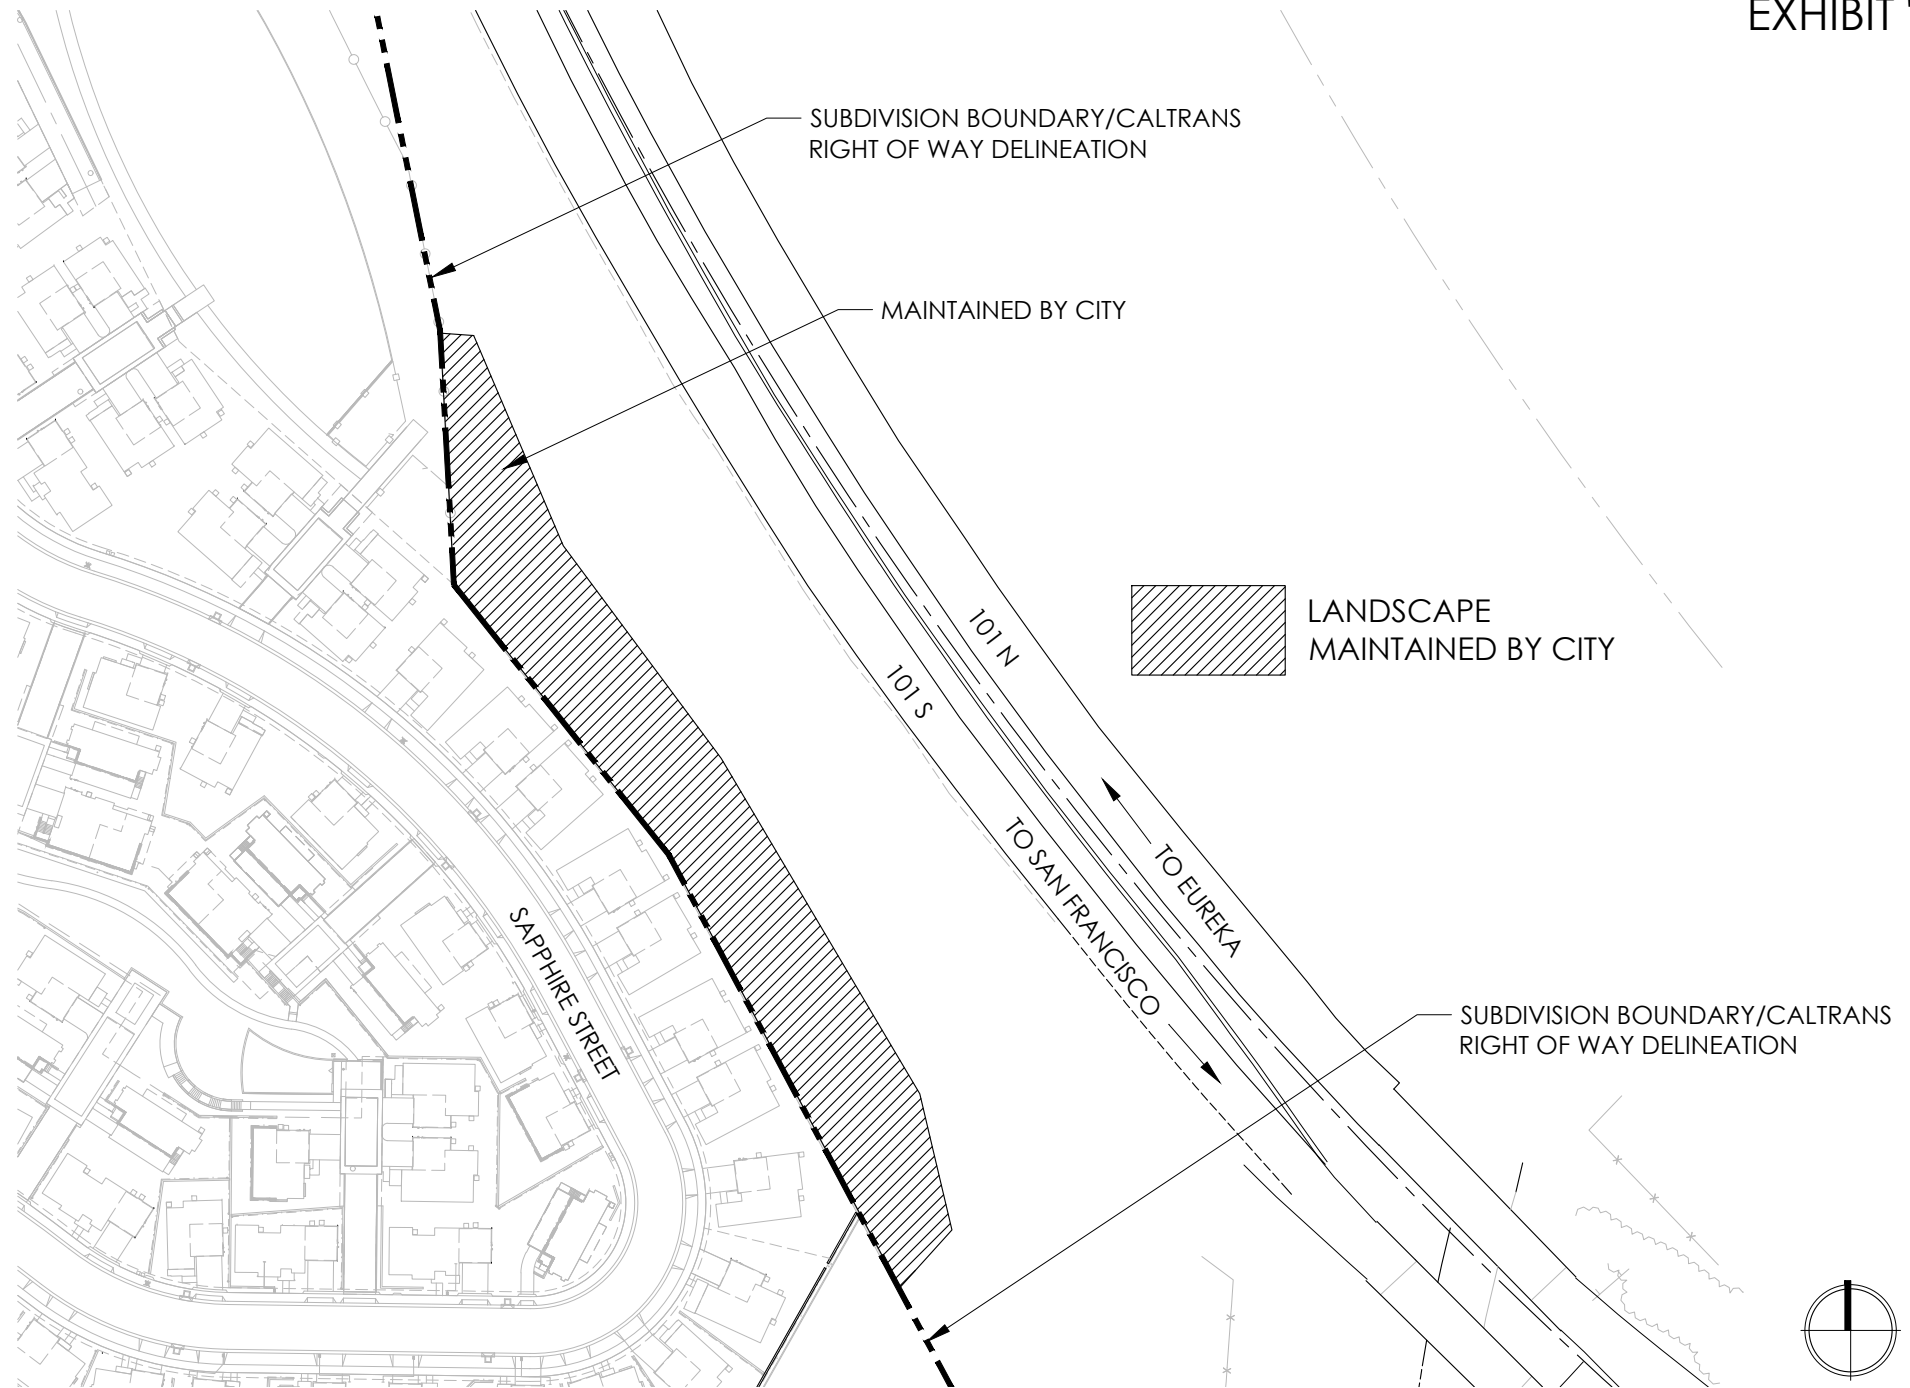 EXHIBIT
SUBDIVISION BOUNDARY/CALTRANS
RIGHT OF WAY DELINEATION
MAINTAINED BY CITY
LANDSCAPE
MAINTAINED BY CITY
101 N
101 S
TO EUREKA
TO SAN FRANCISCO
SAPPHIRE STREET
SUBDIVISION BOUNDARY/CALTRANS
RIGHT OF WAY DELINEATION